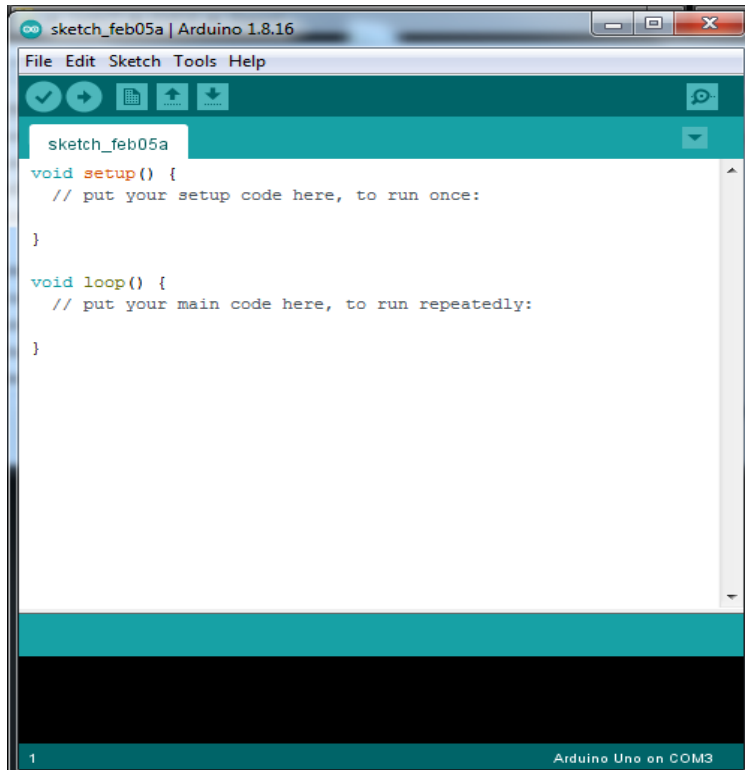 sketch_feb05a | Arduino 1.8.16
File Edit Sketch Tools Help
sketch_feb05a
void setup() {
// put your setup code here, to run once:
}
void loop() {
// put your main code here, to run repeatedly:
}
1 Arduino Uno on COM3